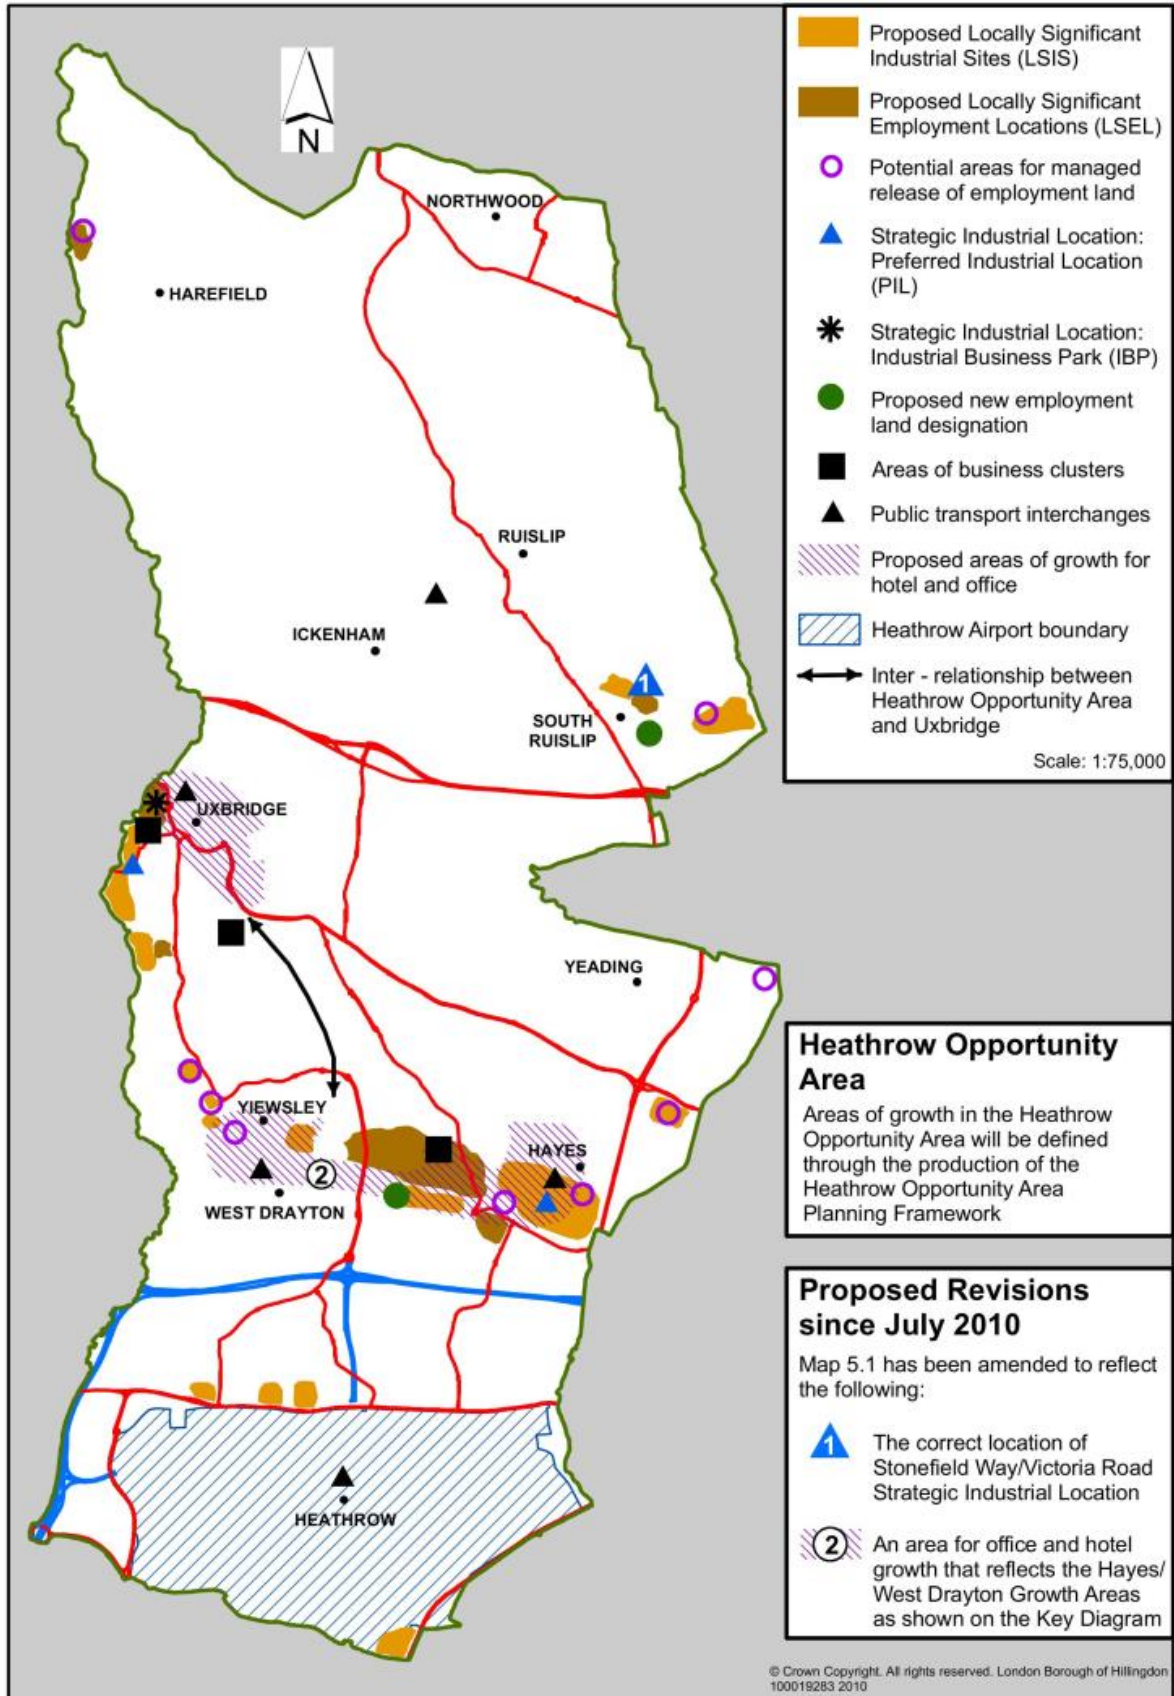 N
NORTHWOOD
HAREFIELD
RUISLIP
ICKENHAM
1
SOUTH
RUISLIP
UXBRIDGE
YEADING
YIEWSLEY
HAYES
2
WEST DRAYTON
HEATHROW
Proposed Locally Significant
Industrial Sites (LSIS)
Proposed Locally Significant
Employment Locations (LSEL)
Potential areas for managed
release of employment land
Strategic Industrial Location:
Preferred Industrial Location
(PIL)
Strategic Industrial Location:
Industrial Business Park (IBP)
Proposed new employment
land designation
Areas of business clusters
Public transport interchanges
Proposed areas of growth for
hotel and office
Heathrow Airport boundary
Inter - relationship between
Heathrow Opportunity Area
and Uxbridge
Scale: 1:75,000
Heathrow Opportunity
Area
Areas of growth in the Heathrow
Opportunity Area will be defined
through the production of the
Heathrow Opportunity Area
Planning Framework
Proposed Revisions
since July 2010
Map 5.1 has been amended to reflect
the following:
1
The correct location of
Stonefield Way/Victoria Road
Strategic Industrial Location
2
An area for office and hotel
growth that reflects the Hayes/
West Drayton Growth Areas
as shown on the Key Diagram
© Crown Copyright. All rights reserved. London Borough of Hillingdon
100019283 2010